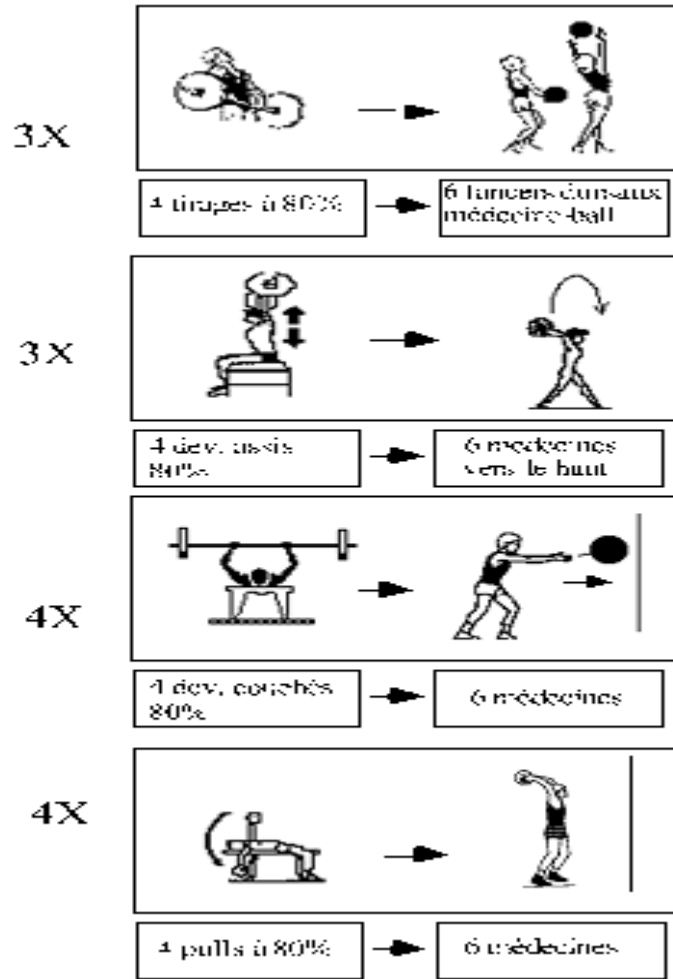 3X
4 tirages à 80%
6 lancers dorsaux
médecine-ball
3X
4 dev. assis
80%
6 médecines
vers le haut
4X
4 dev. couchés
80%
6 médecines
4X
4 pulls à 80%
6 médecines